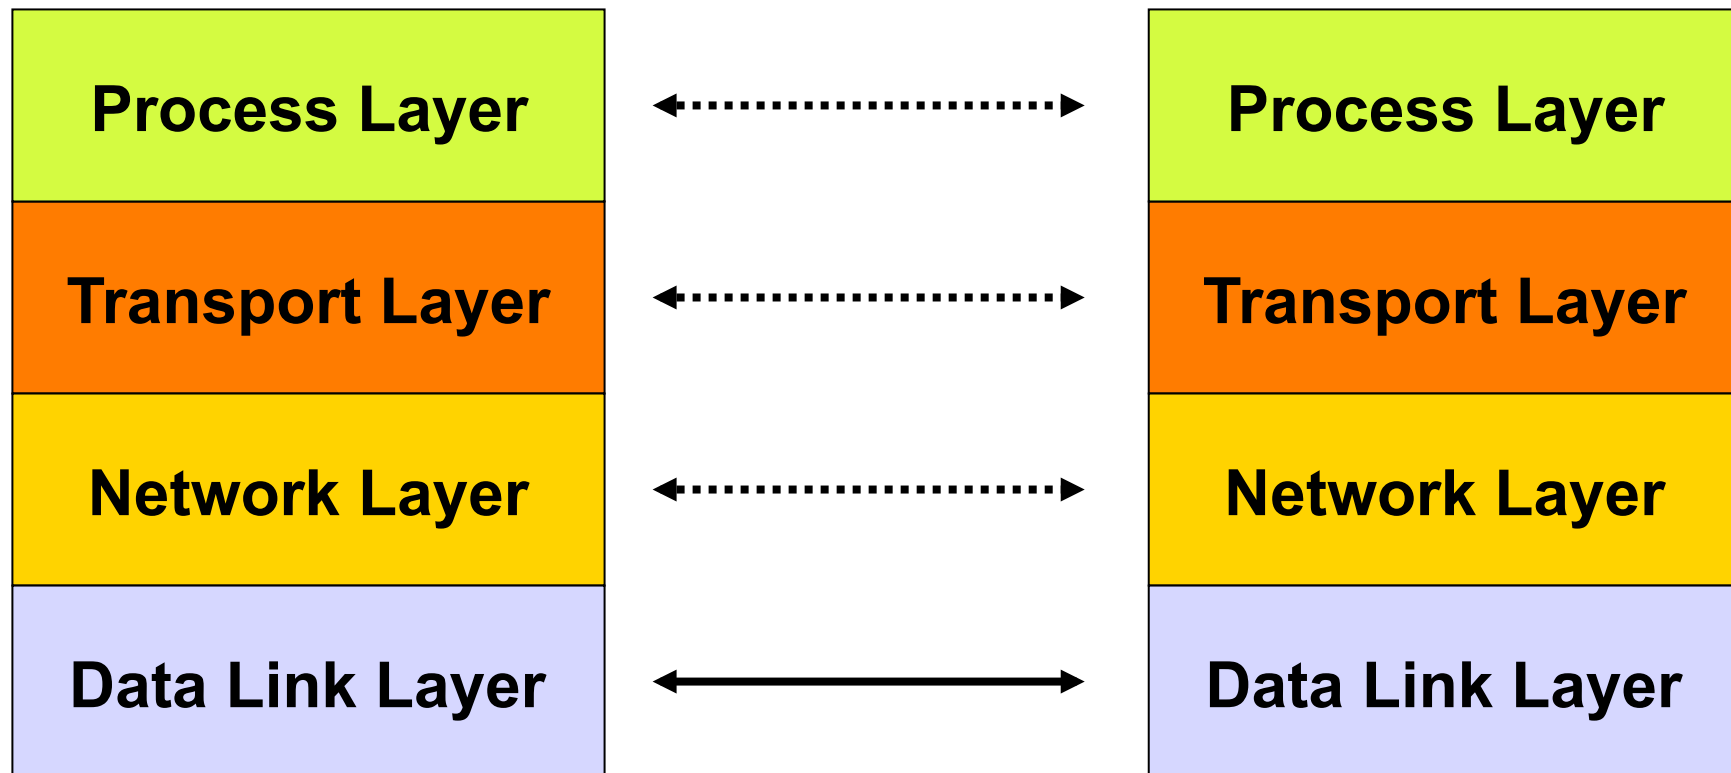 Process Layer
Process Layer
Transport Layer
Transport Layer
Network Layer
Network Layer
Data Link Layer
Data Link Layer